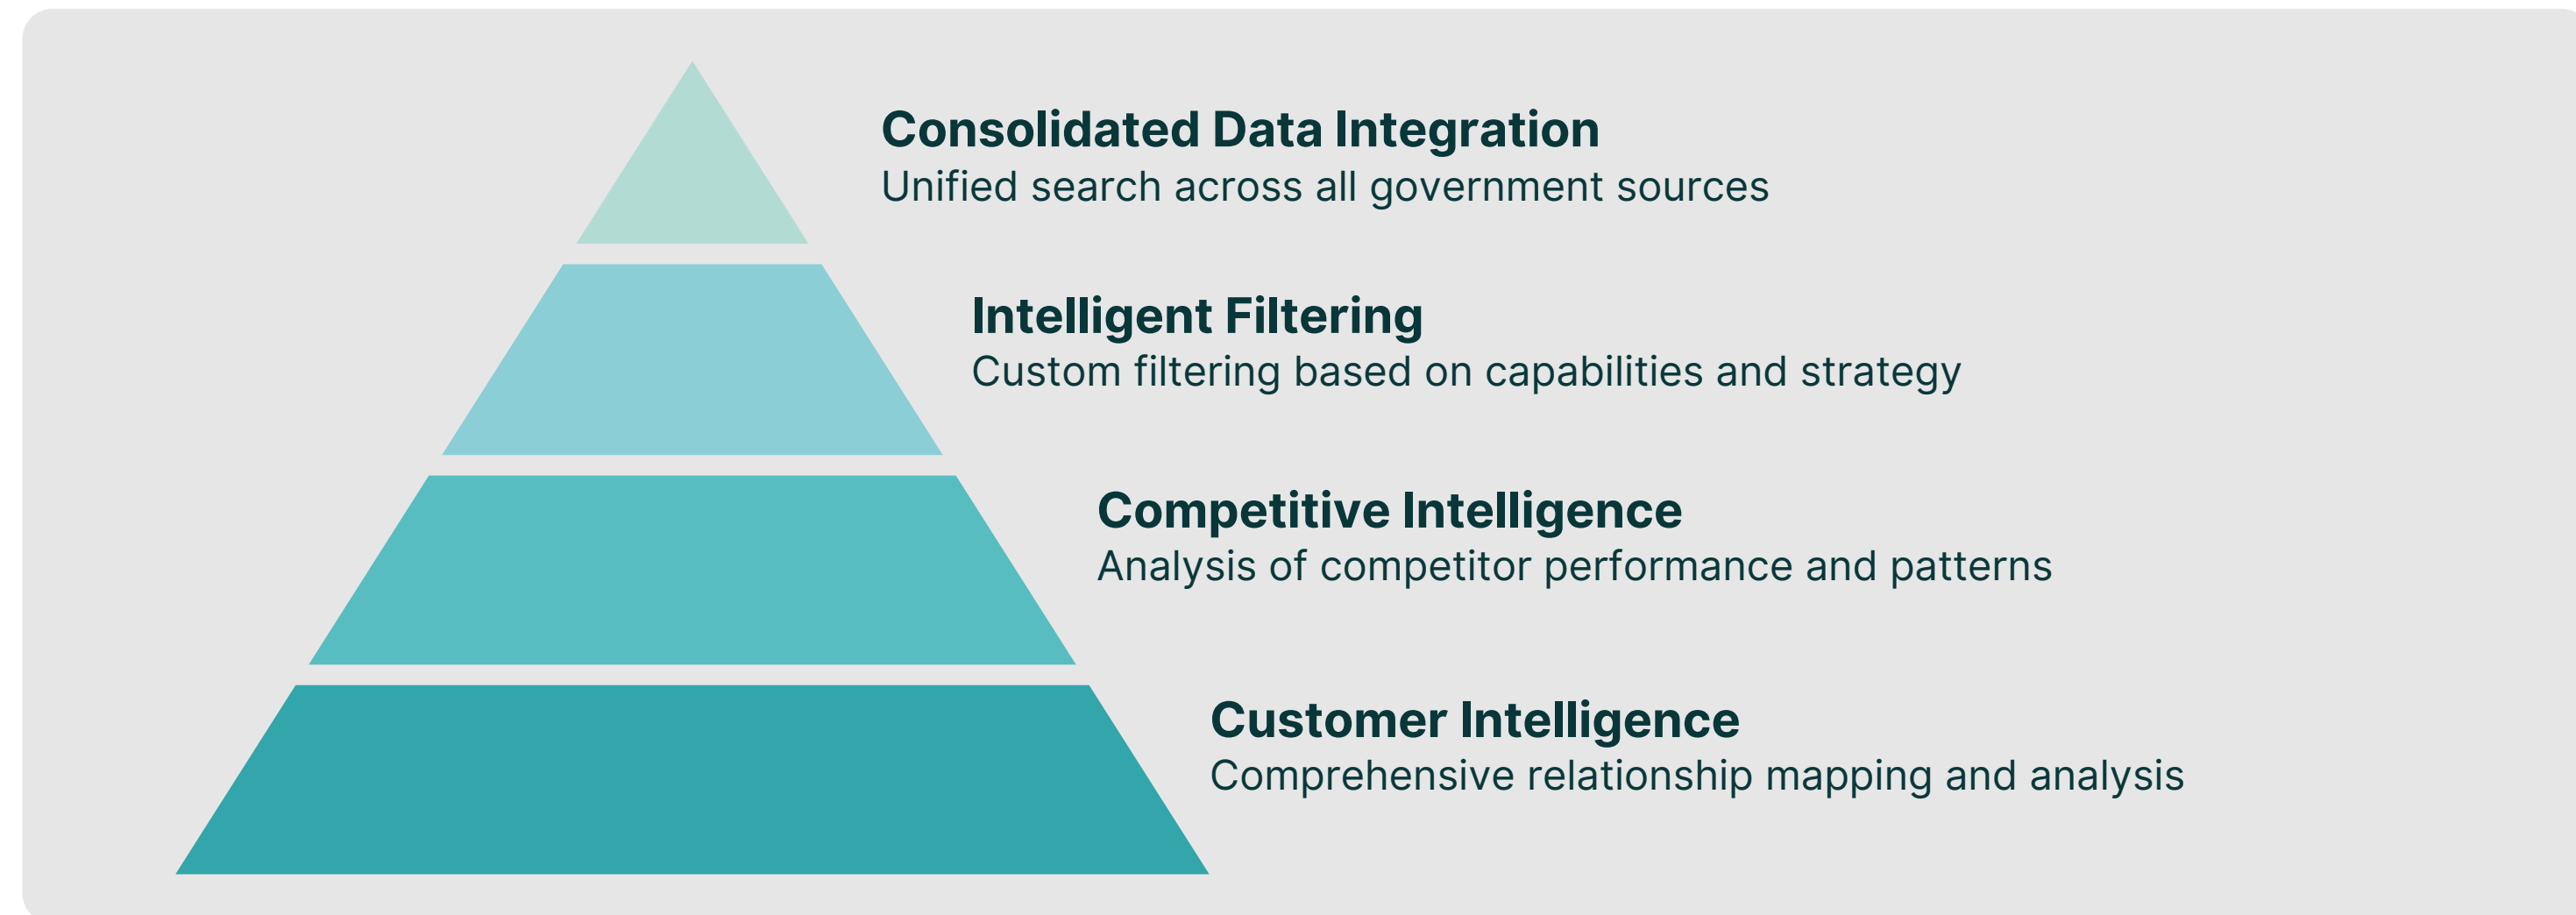 Consolidated Data Integration
Unified search across all government sources
Intelligent Filtering
Custom filtering based on capabilities and strategy
Competitive Intelligence
Analysis of competitor performance and patterns
Customer Intelligence
Comprehensive relationship mapping and analysis